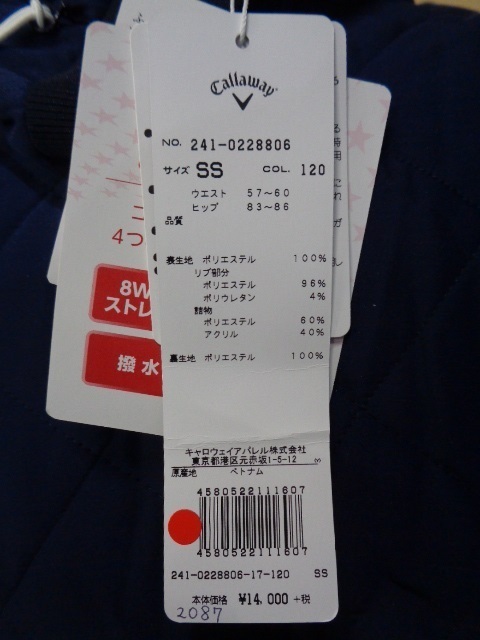 Callaway
NO. 241-0228806
サイズ SS COL. 120
ウエスト 57~60
ヒップ 83~86
品質
表生地 ポリエステル 100%
リブ部分
ポリエステル 96%
ポリウレタン 4%
詰物
ポリエステル 60%
アクリル 40%
裏生地 ポリエステル 100%
キャロウェイアパレル株式会社
東京都港区元赤坂1-5-12
原産地 ベトナム
4580522111607
4580522111607
241-0228806-17-120 SS
本体価格 ¥14,000 +税
2087
4つ
8W
ストレ
撥水